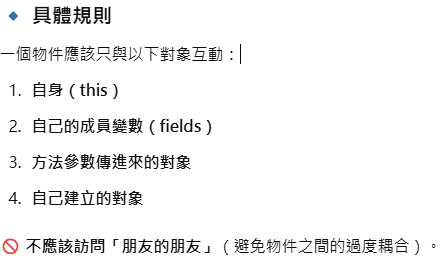 🔹 具體規則
一個物件應該只與以下對象互動：
1. 自身（this）
2. 自己的成員變數（fields）
3. 方法參數傳進來的對象
4. 自己建立的對象
🚫 不應該訪問「朋友的朋友」（避免物件之間的過度耦合）。